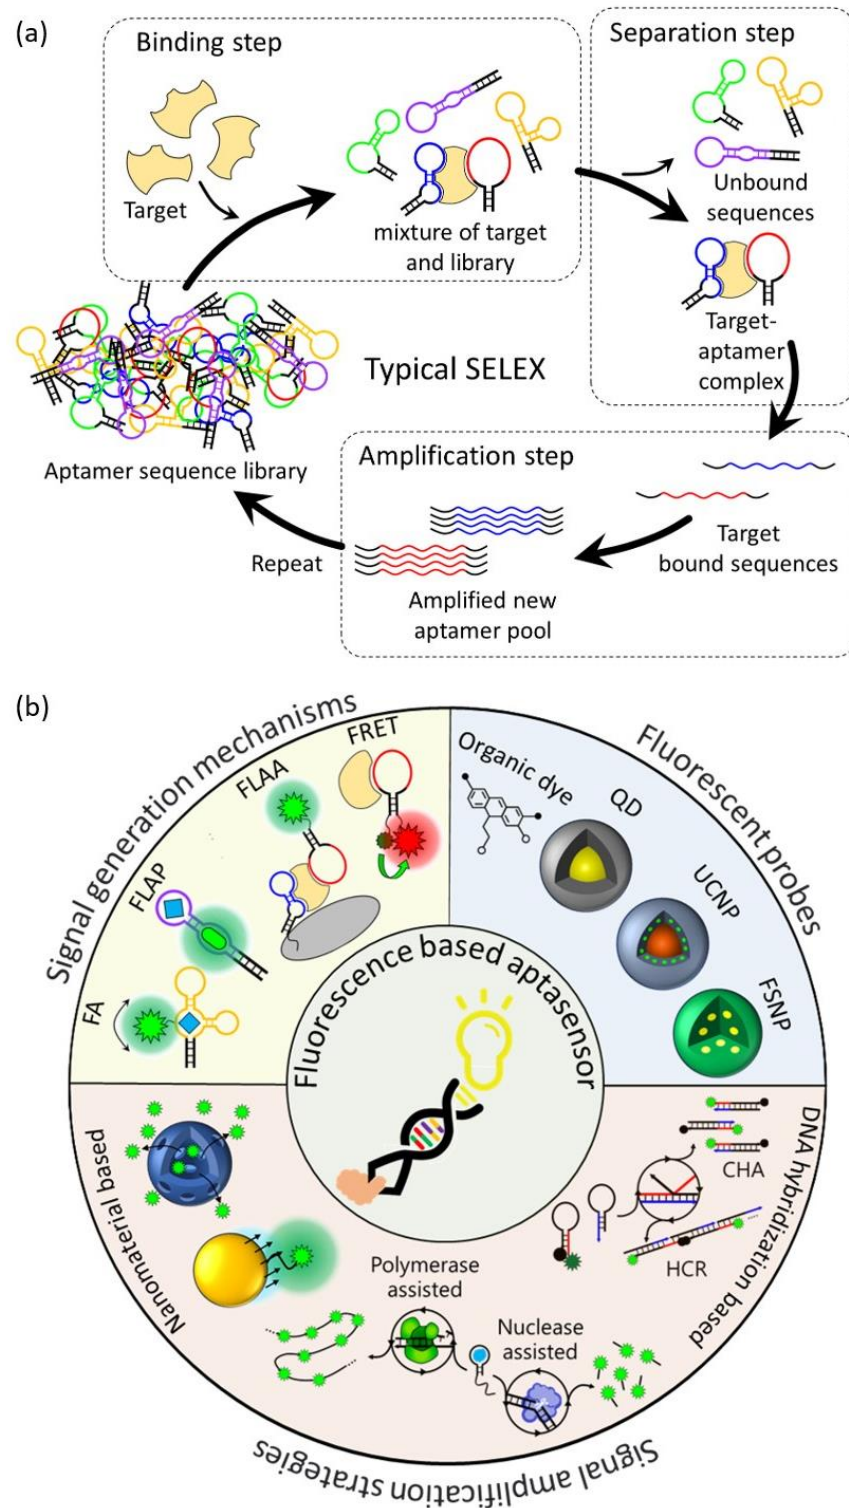 (a)
Binding step
Target
mixture of target
and library
Separation step
Unbound
sequences
Target-
aptamer
complex
Typical SELEX
Aptamer sequence library
Amplification step
Target
bound sequences
Amplified new
aptamer pool
Repeat
(b)
Signal generation mechanisms
FA
FLAP
FLAA
FRET
Fluorescent probes
Organic dye
QD
UCNP
FSNP
Fluorescence based aptasensor
Signal amplification strategies
Nanomaterial based
Polymerase
assisted
Nuclease
assisted
DNA hybridization based
CHA
HCR